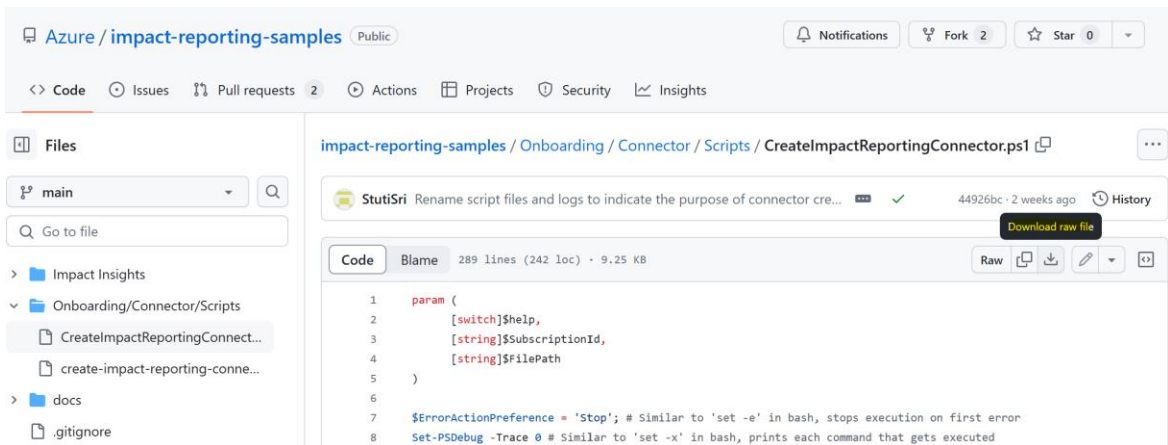 Azure / impact-reporting-samples Public
Notifications Fork 2 Star 0
Code Issues Pull requests 2 Actions Projects Security Insights
Files
main
Go to file
Impact Insights
Onboarding/Connector/Scripts
CreateImpactReportingConnect...
create-impact-reporting-conne...
docs
.gitignore
impact-reporting-samples / Onboarding / Connector / Scripts / CreateImpactReportingConnector.ps1
StutiSri Rename script files and logs to indicate the purpose of connector cre... 44926bc · 2 weeks ago History
Download raw file
Code Blame 289 lines (242 loc) · 9.25 KB Raw
1 param (
2 [switch]$help,
3 [string]$SubscriptionId,
4 [string]$FilePath
5 )
6
7 $ErrorActionPreference = 'Stop'; # Similar to 'set -e' in bash, stops execution on first error
8 Set-PSDebug -Trace 0 # Similar to 'set -x' in bash, prints each command that gets executed